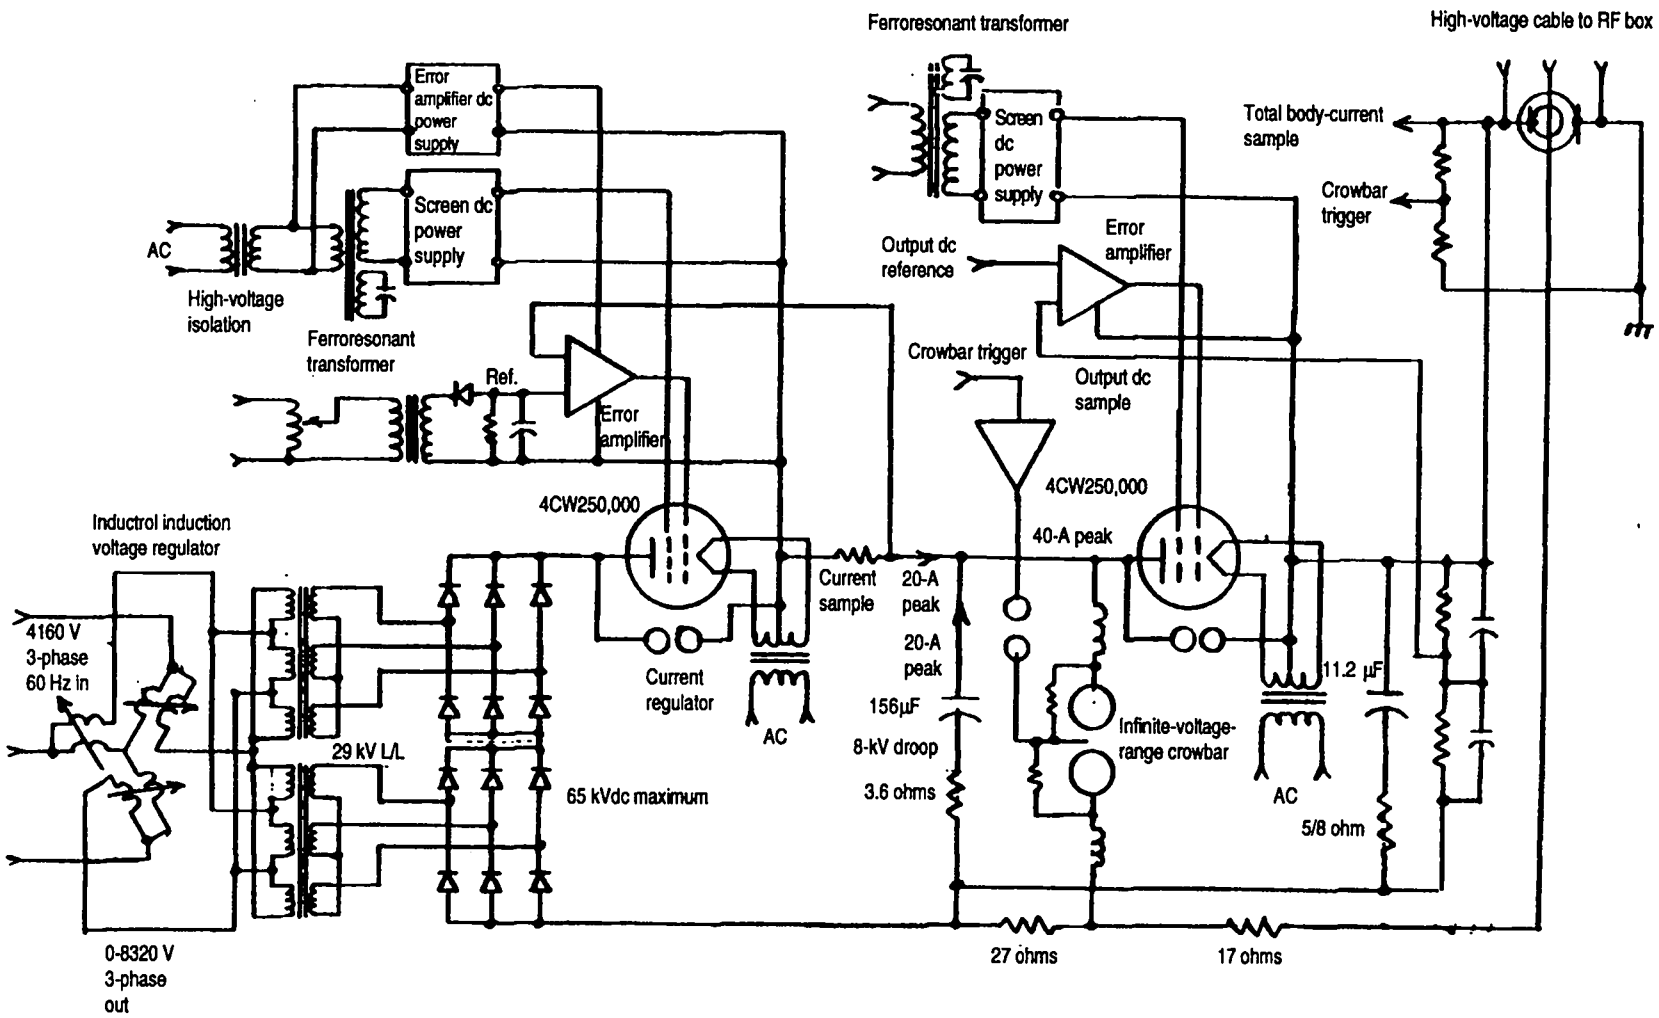 Ferroresonant transformer
High-voltage cable to RF box
Error
amplifier dc
power
supply
Screen dc
power
supply
AC
High-voltage
isolation
Ferroresonant
transformer
Screen
dc
power
supply
Total body-current
sample
Crowbar
trigger
Output dc
reference
Error
amplifier
Crowbar trigger
Output dc
sample
Ref.
Error
amplifier
4CW250,000
4CW250,000
40-A peak
Inductrol induction
voltage regulator
4160 V
3-phase
60 Hz in
Current
sample
20-A
peak
20-A
peak
Current
regulator
AC
156µF
8-kV droop
3.6 ohms
Infinite-voltage-
range crowbar
11.2 µF
AC
5/8 ohm
29 kV L/L
65 kVdc maximum
0-8320 V
3-phase
out
27 ohms
17 ohms